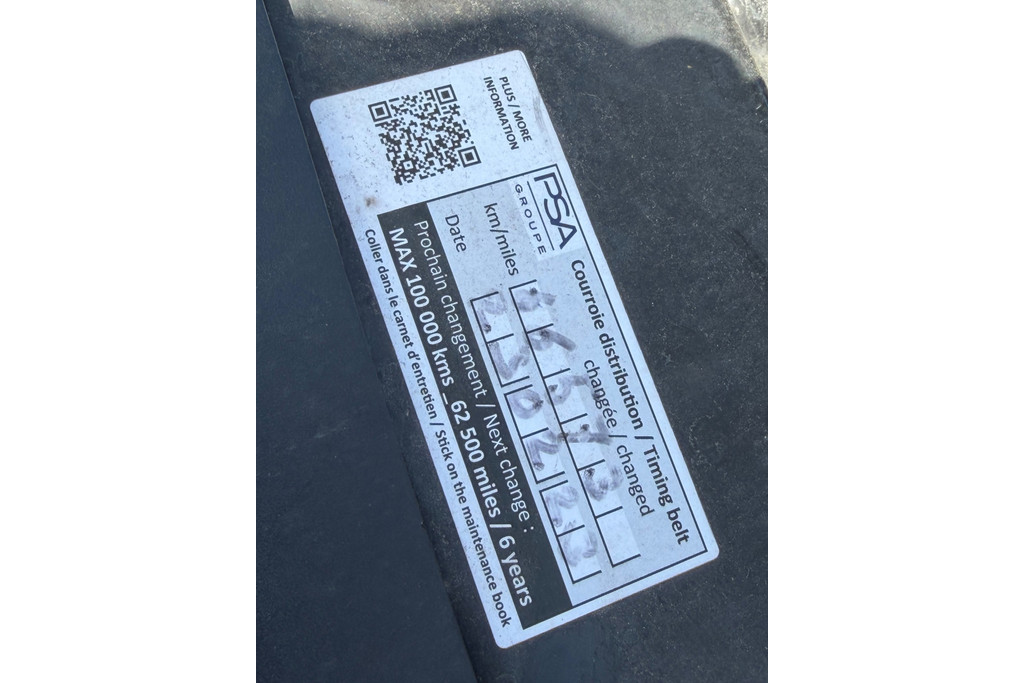 PLUS / MORE
INFORMATION
PSA
GROUPE
Courroie distribution / Timing belt
changée / changed
km/miles
Date
Prochain changement / Next change :
MAX 100 000 kms _62 500 miles / 6 years
Coller dans le carnet d'entretien / Stick on the maintenance book